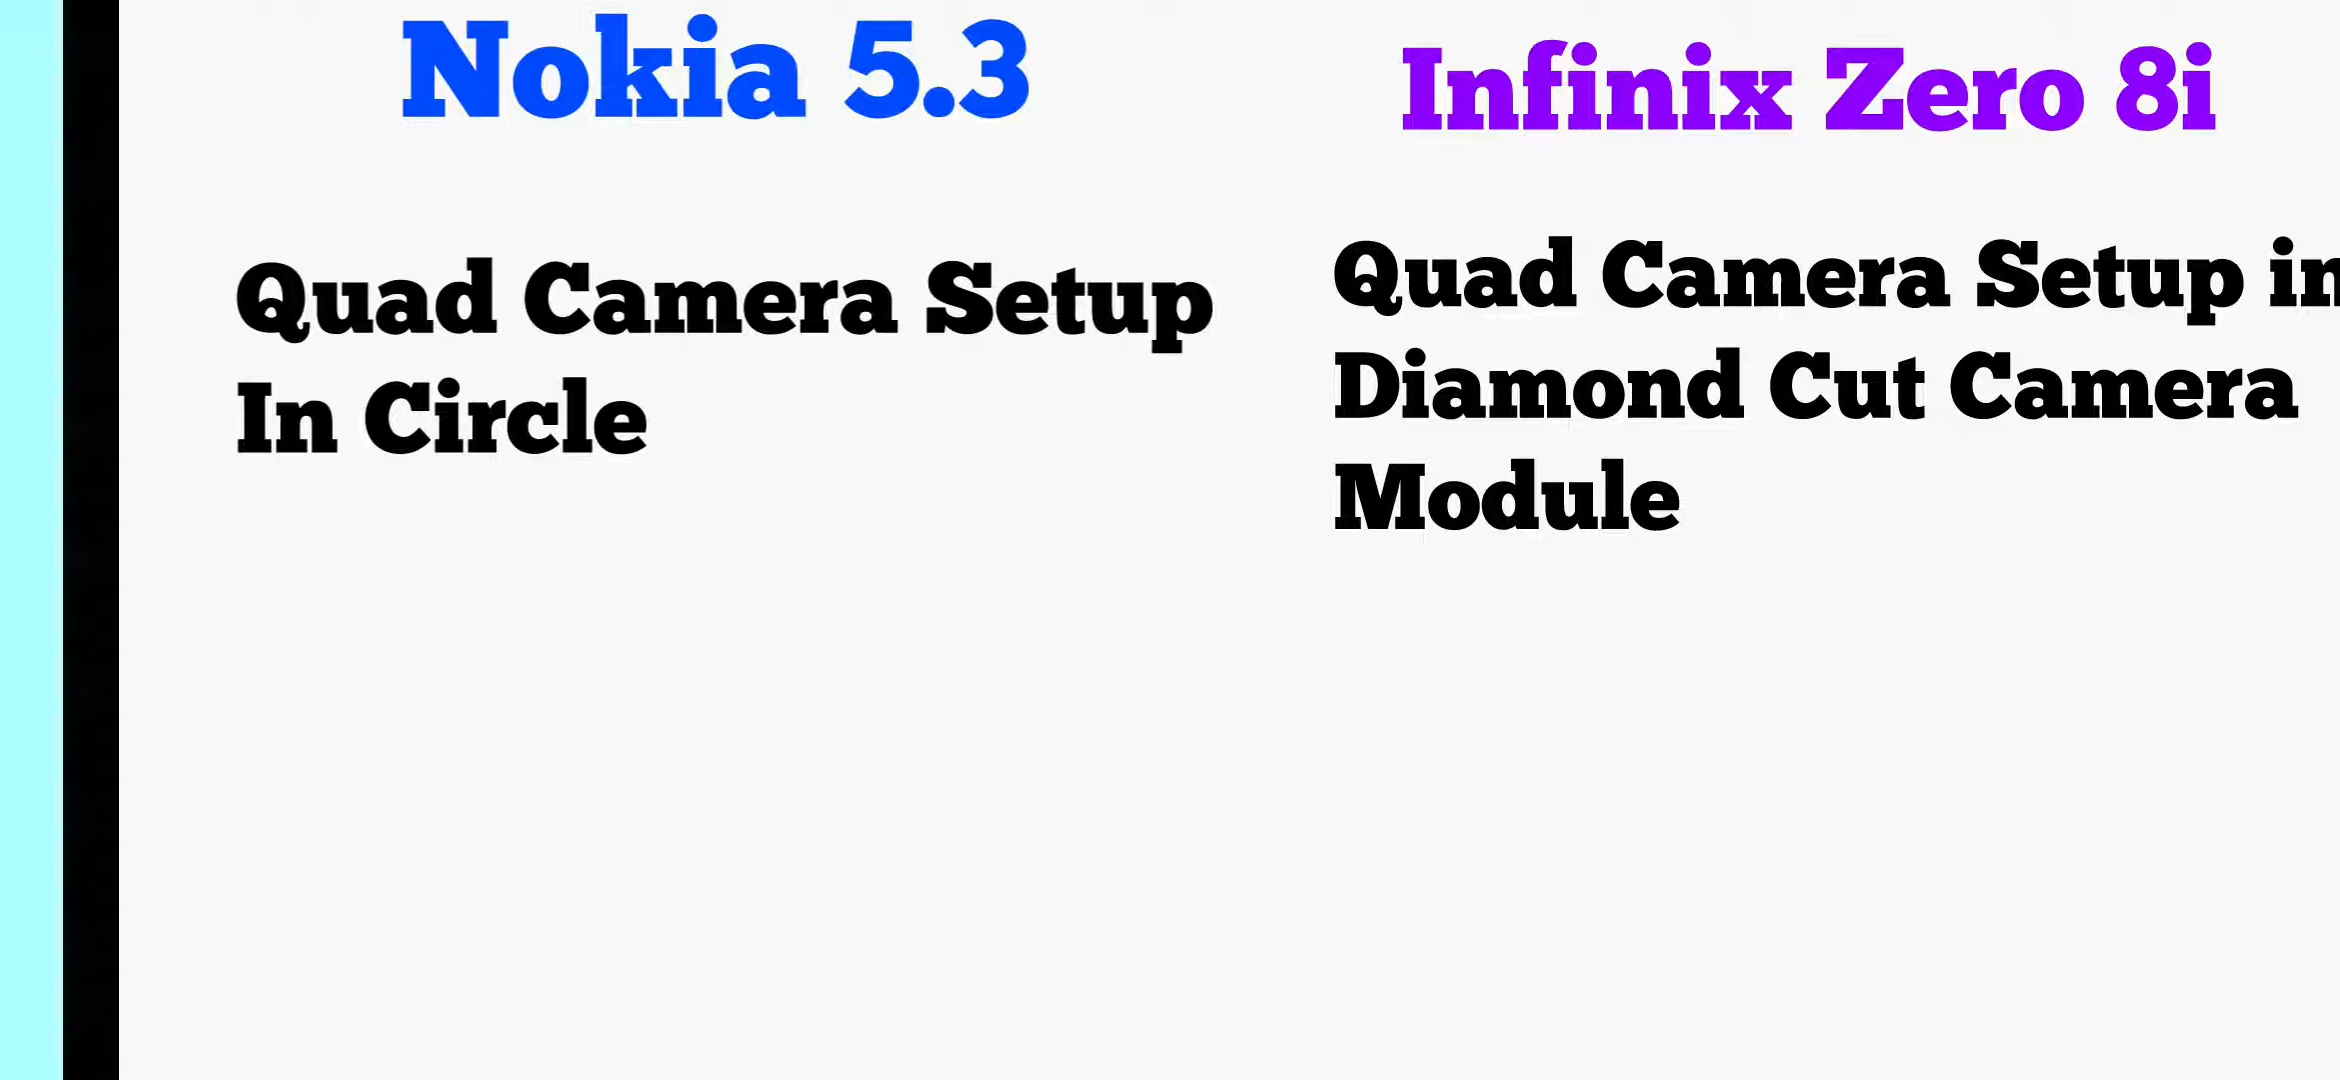 Nokia 5.3
Quad Camera Setup
In Circle
Infinix Zero 8i
Quad Camera Setup in
Diamond Cut Camera
Module